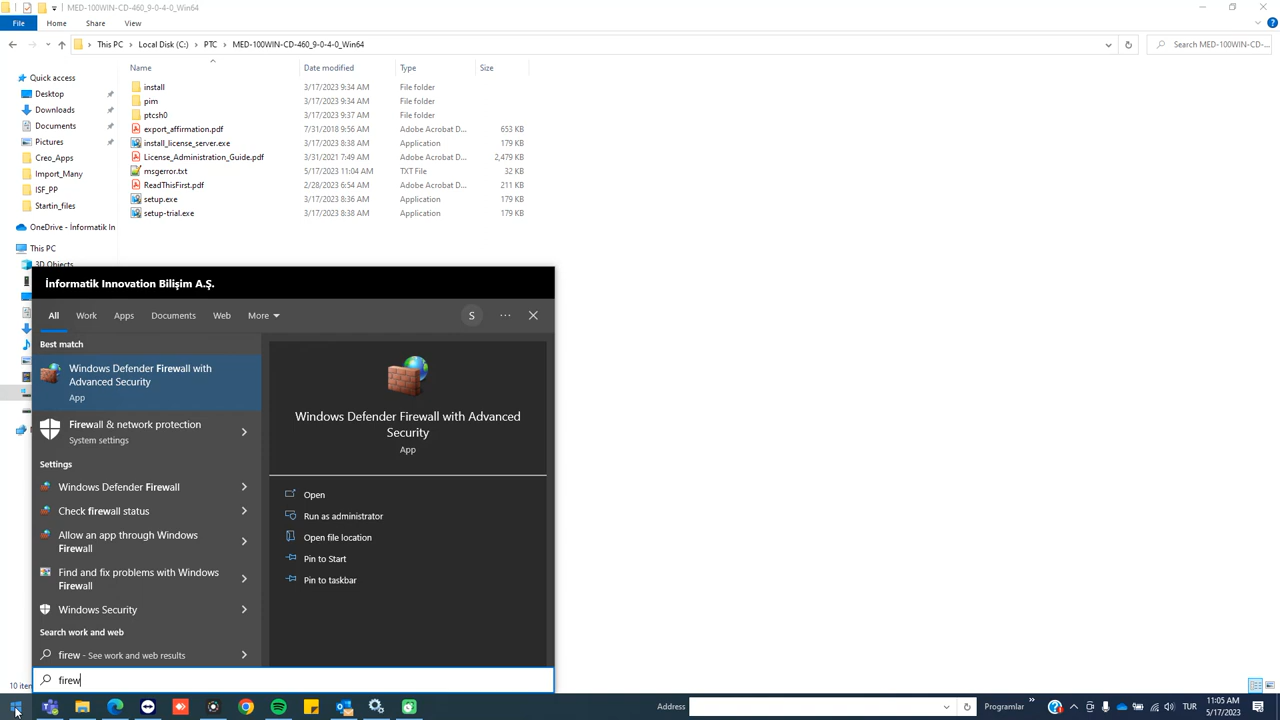 MED-100WIN-CD-460_9-0-4-0_Win64
File Home Share View
This PC Local Disk (C:) PTC MED-100WIN-CD-460_9-0-4-0_Win64
Search MED-100WIN-CD-...
Name Date modified Type Size
Quick access
Desktop
Downloads
Documents
Pictures
Creo_Apps
Import_Many
ISF_PP
Startin_files
OneDrive - İnformatik In
This PC
3D Objects
install 3/17/2023 9:34 AM File folder
pim 3/17/2023 9:34 AM File folder
ptcsh0 3/17/2023 9:37 AM File folder
export_affirmation.pdf 7/31/2018 9:56 AM Adobe Acrobat D... 653 KB
install_license_server.exe 3/17/2023 8:38 AM Application 179 KB
License_Administration_Guide.pdf 3/31/2021 7:49 AM Adobe Acrobat D... 2,479 KB
msgerror.txt 5/17/2023 11:04 AM TXT File 32 KB
ReadThisFirst.pdf 2/28/2023 6:54 AM Adobe Acrobat D... 211 KB
setup.exe 3/17/2023 8:36 AM Application 179 KB
setup-trial.exe 3/17/2023 8:38 AM Application 179 KB
İnformatik Innovation Bilişim A.Ş.
All Work Apps Documents Web More S
Best match
Windows Defender Firewall with
Advanced Security
App
Firewall & network protection
System settings
Settings
Windows Defender Firewall
Check firewall status
Allow an app through Windows
Firewall
Find and fix problems with Windows
Firewall
Windows Security
Search work and web
firew - See work and web results
Windows Defender Firewall with Advanced
Security
App
Open
Run as administrator
Open file location
Pin to Start
Pin to taskbar
firew
Address
Programlar
TUR
11:05 AM
5/17/2023